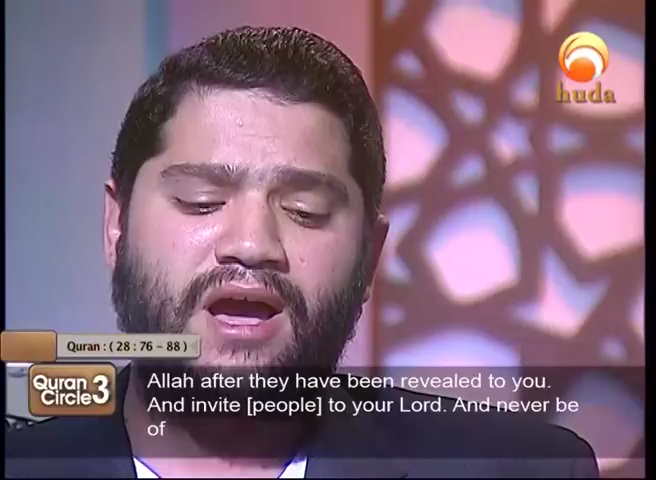 huda
Quran : ( 28 : 76 - 88 )
Quran
Circle 3
Allah after they have been revealed to you.
And invite [people] to your Lord. And never be
of